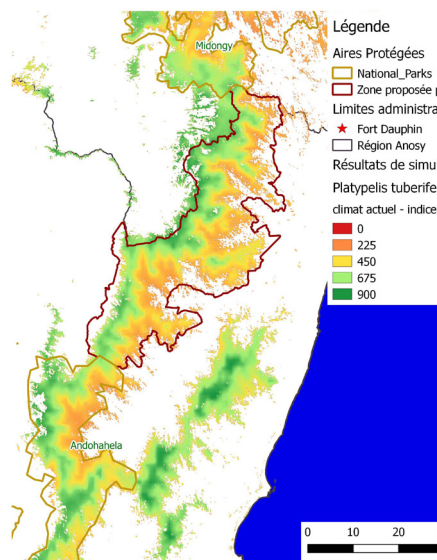 Midongy
Andohahela
Légende
Aires Protégées
National_Parks
Zone proposée p
Limites administra
Fort Dauphin
Région Anosy
Résultats de simu
Platypelis tuberife
climat actuel - indice
0
225
450
675
900
0 10 20